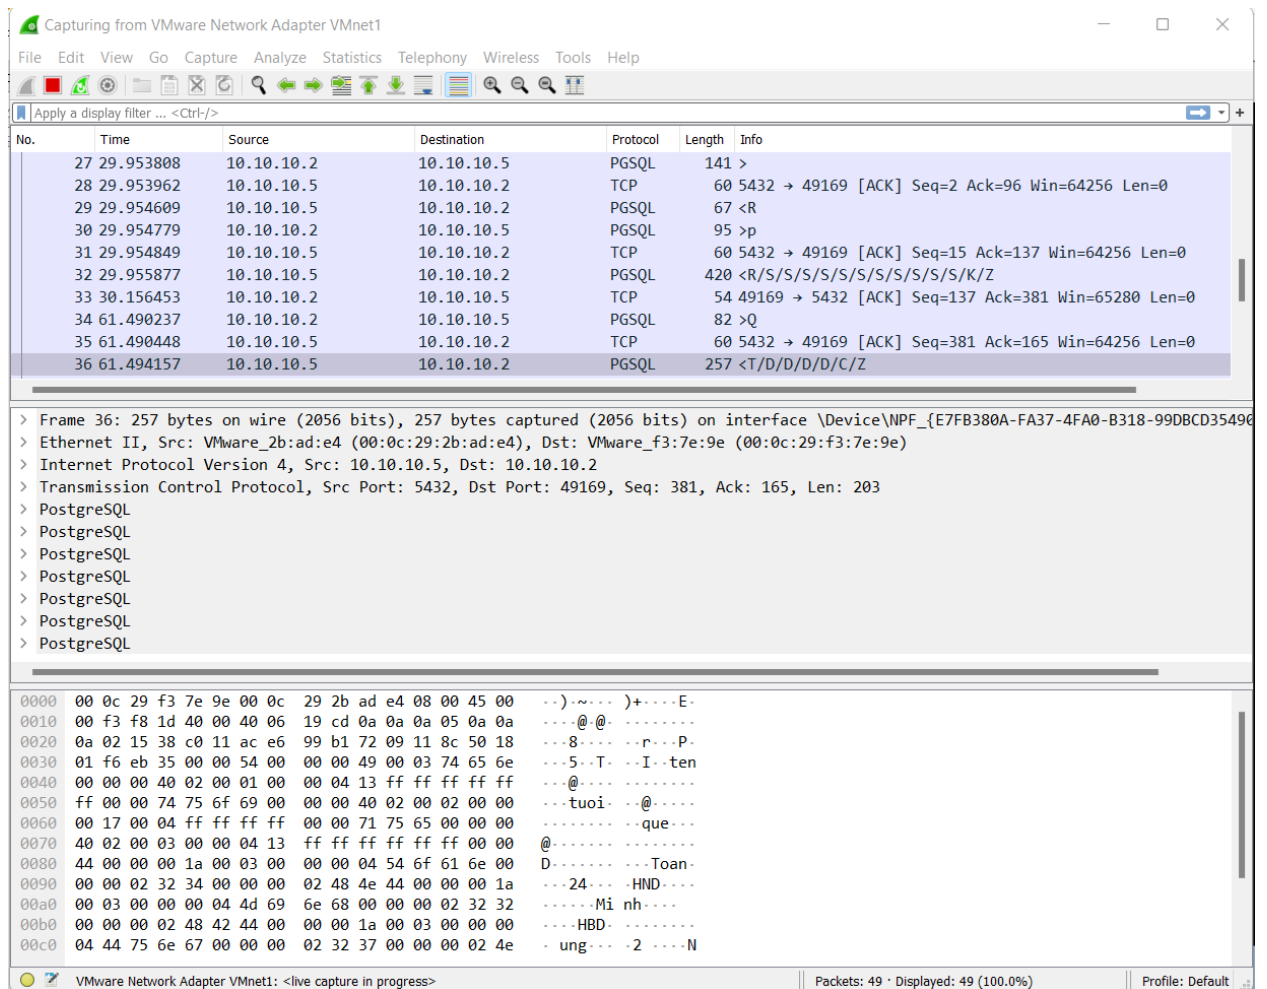 Capturing from VMware Network Adapter VMnet1
File Edit View Go Capture Analyze Statistics Telephony Wireless Tools Help
Apply a display filter ... <Ctrl-/>
No. Time Source Destination Protocol Length Info
27 29.953808 10.10.10.2 10.10.10.5 PGSQL 141 >
28 29.953962 10.10.10.5 10.10.10.2 TCP 60 5432 → 49169 [ACK] Seq=2 Ack=96 Win=64256 Len=0
29 29.954609 10.10.10.5 10.10.10.2 PGSQL 67 <R
30 29.954779 10.10.10.2 10.10.10.5 PGSQL 95 >p
31 29.954849 10.10.10.5 10.10.10.2 TCP 60 5432 → 49169 [ACK] Seq=15 Ack=137 Win=64256 Len=0
32 29.955877 10.10.10.5 10.10.10.2 PGSQL 420 <R/S/S/S/S/S/S/S/S/S/S/S/K/Z
33 30.156453 10.10.10.2 10.10.10.5 TCP 54 49169 → 5432 [ACK] Seq=137 Ack=381 Win=65280 Len=0
34 61.490237 10.10.10.2 10.10.10.5 PGSQL 82 >Q
35 61.490448 10.10.10.5 10.10.10.2 TCP 60 5432 → 49169 [ACK] Seq=381 Ack=165 Win=64256 Len=0
36 61.494157 10.10.10.5 10.10.10.2 PGSQL 257 <T/D/D/D/D/C/Z
> Frame 36: 257 bytes on wire (2056 bits), 257 bytes captured (2056 bits) on interface \Device\NPF_{E7FB380A-FA37-4FA0-B318-99DBCD35490
> Ethernet II, Src: VMware_2b:ad:e4 (00:0c:29:2b:ad:e4), Dst: VMware_f3:7e:9e (00:0c:29:f3:7e:9e)
> Internet Protocol Version 4, Src: 10.10.10.5, Dst: 10.10.10.2
> Transmission Control Protocol, Src Port: 5432, Dst Port: 49169, Seq: 381, Ack: 165, Len: 203
> PostgreSQL
> PostgreSQL
> PostgreSQL
> PostgreSQL
> PostgreSQL
> PostgreSQL
> PostgreSQL
0000 00 0c 29 f3 7e 9e 00 0c 29 2b ad e4 08 00 45 00 ··)·~··· )+····E·
0010 00 f3 f8 1d 40 00 40 06 19 cd 0a 0a 0a 05 0a 0a ····@·@· ········
0020 0a 02 15 38 c0 11 ac e6 99 b1 72 09 11 8c 50 18 ···8···· ··r···P·
0030 01 f6 eb 35 00 00 54 00 00 00 49 00 03 74 65 6e ···5··T· ··I··ten
0040 00 00 00 40 02 00 01 00 00 04 13 ff ff ff ff ff ···@···· ········
0050 ff 00 00 74 75 6f 69 00 00 00 40 02 00 02 00 00 ···tuoi· ··@·····
0060 00 17 00 04 ff ff ff ff 00 00 71 75 65 00 00 00 ········ ··que···
0070 40 02 00 03 00 00 04 13 ff ff ff ff ff ff 00 00 @······· ········
0080 44 00 00 00 1a 00 03 00 00 00 04 54 6f 61 6e 00 D······· ···Toan·
0090 00 00 02 32 34 00 00 00 02 48 4e 44 00 00 00 1a ···24··· ·HND····
00a0 00 03 00 00 00 04 4d 69 6e 68 00 00 00 02 32 32 ······Mi nh····
00b0 00 00 00 02 48 42 44 00 00 00 1a 00 03 00 00 00 ····HBD· ········
00c0 04 44 75 6e 67 00 00 00 02 32 37 00 00 00 02 4e · ung··· ·2 ····N
VMware Network Adapter VMnet1: <live capture in progress> Packets: 49 · Displayed: 49 (100.0%) Profile: Default